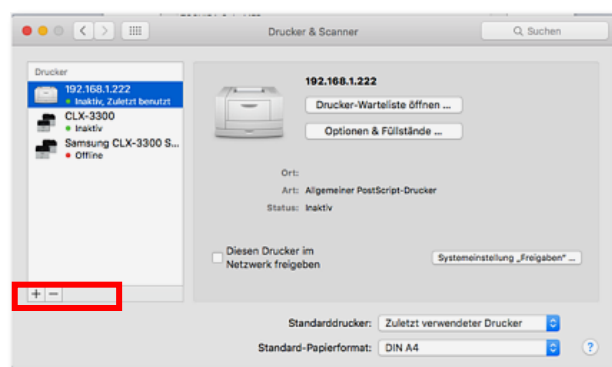 Drucker & Scanner
Suchen
Drucker
192.168.1.222
Inaktiv, Zuletzt benutzt
CLX-3300
Inaktiv
Samsung CLX-3300 S...
Offline
192.168.1.222
Drucker-Warteliste öffnen ...
Optionen & Füllstände ...
Ort:
Art: Allgemeiner PostScript-Drucker
Status: Inaktiv
Diesen Drucker im
Netzwerk freigeben
Systemeinstellung „Freigaben“ ...
+ −
Standarddrucker: Zuletzt verwendeter Drucker
Standard-Papierformat: DIN A4
?